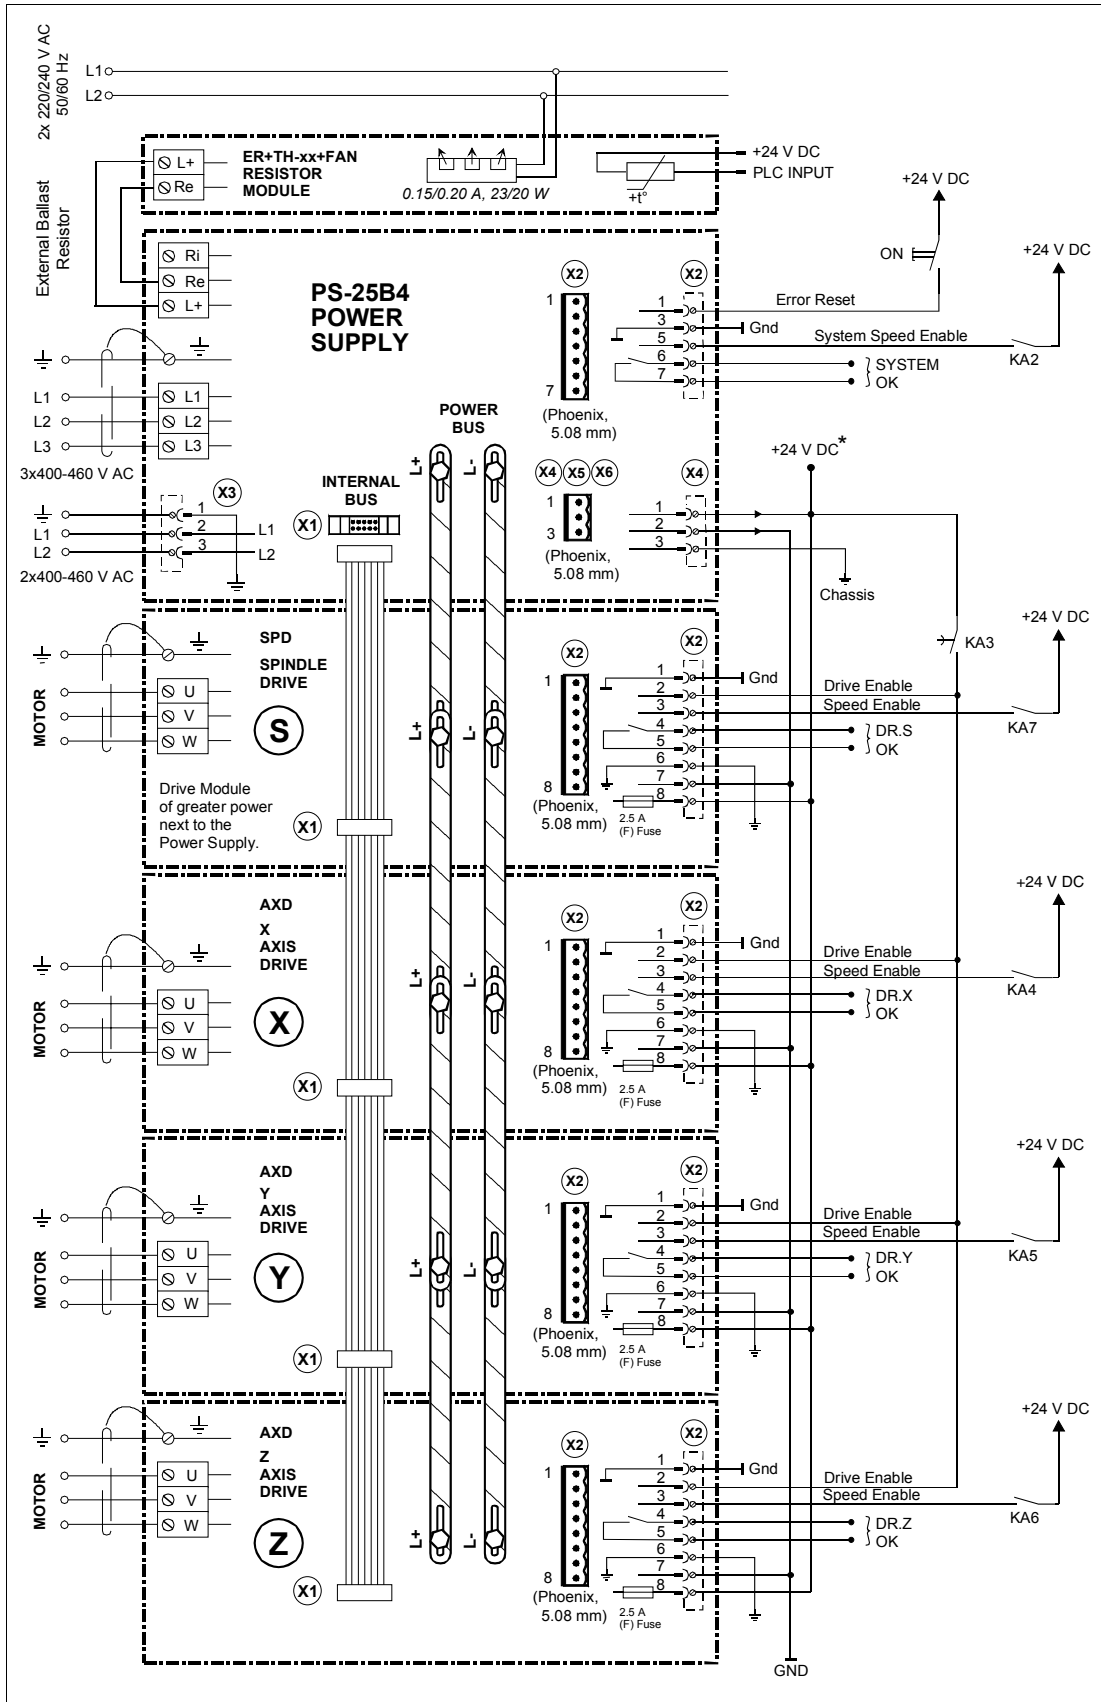 2x 220/240 V AC
50/60 Hz
L1
L2
External Ballast
Resistor
L+
Re
ER+TH-xx+FAN
RESISTOR
MODULE
0.15/0.20 A, 23/20 W
+t°
+24 V DC
PLC INPUT
Ri
Re
L+
PS-25B4
POWER
SUPPLY
L1
L2
L3
L1
L2
L3
3x400-460 V AC
X3
1
2
3
L1
L2
L1
L2
2x400-460 V AC
INTERNAL
BUS
X1
POWER
BUS
L+
L-
X2
1
7
(Phoenix,
5.08 mm)
X2
1
3
5
6
7
Error Reset
Gnd
System Speed Enable
SYSTEM
OK
ON
+24 V DC
+24 V DC
KA2
X4 X5 X6
1
3
(Phoenix,
5.08 mm)
X4
1
2
3
+24 V DC*
Chassis
KA3
MOTOR
U
V
W
SPD
SPINDLE
DRIVE
S
Drive Module
of greater power
next to the
Power Supply.
X1
L+
L-
X2
1
8
(Phoenix,
5.08 mm)
X2
1
2
3
4
5
6
7
8
2.5 A
(F) Fuse
Gnd
Drive Enable
Speed Enable
DR.S
OK
+24 V DC
KA7
MOTOR
U
V
W
AXD
X
AXIS
DRIVE
X
X1
L+
L-
X2
1
8
(Phoenix,
5.08 mm)
X2
1
2
3
4
5
6
7
8
2.5 A
(F) Fuse
Gnd
Drive Enable
Speed Enable
DR.X
OK
+24 V DC
KA4
MOTOR
U
V
W
AXD
Y
AXIS
DRIVE
Y
X1
L+
L-
X2
1
8
(Phoenix,
5.08 mm)
X2
1
2
3
4
5
6
7
8
2.5 A
(F) Fuse
Gnd
Drive Enable
Speed Enable
DR.Y
OK
+24 V DC
KA5
MOTOR
U
V
W
AXD
Z
AXIS
DRIVE
Z
X1
L+
L-
X2
1
8
(Phoenix,
5.08 mm)
X2
1
2
3
4
5
6
7
8
2.5 A
(F) Fuse
Gnd
Drive Enable
Speed Enable
DR.Z
OK
+24 V DC
KA6
GND